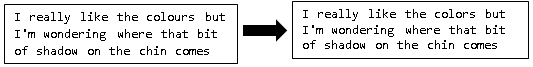 I really like the colours but
I'm wondering where that bit
of shadow on the chin comes
I really like the colors but
I'm wondering where that bit
of shadow on the chin comes